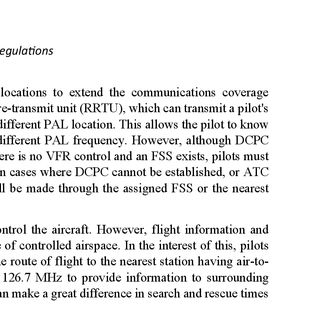 egulations
locations to extend the communications coverage
e-transmit unit (RRTU), which can transmit a pilot's
different PAL location. This allows the pilot to know
different PAL frequency. However, although DCPC
ere is no VFR control and an FSS exists, pilots must
n cases where DCPC cannot be established, or ATC
ll be made through the assigned FSS or the nearest
ntrol the aircraft. However, flight information and
of controlled airspace. In the interest of this, pilots
e route of flight to the nearest station having air-to-
126.7 MHz to provide information to surrounding
an make a great difference in search and rescue times